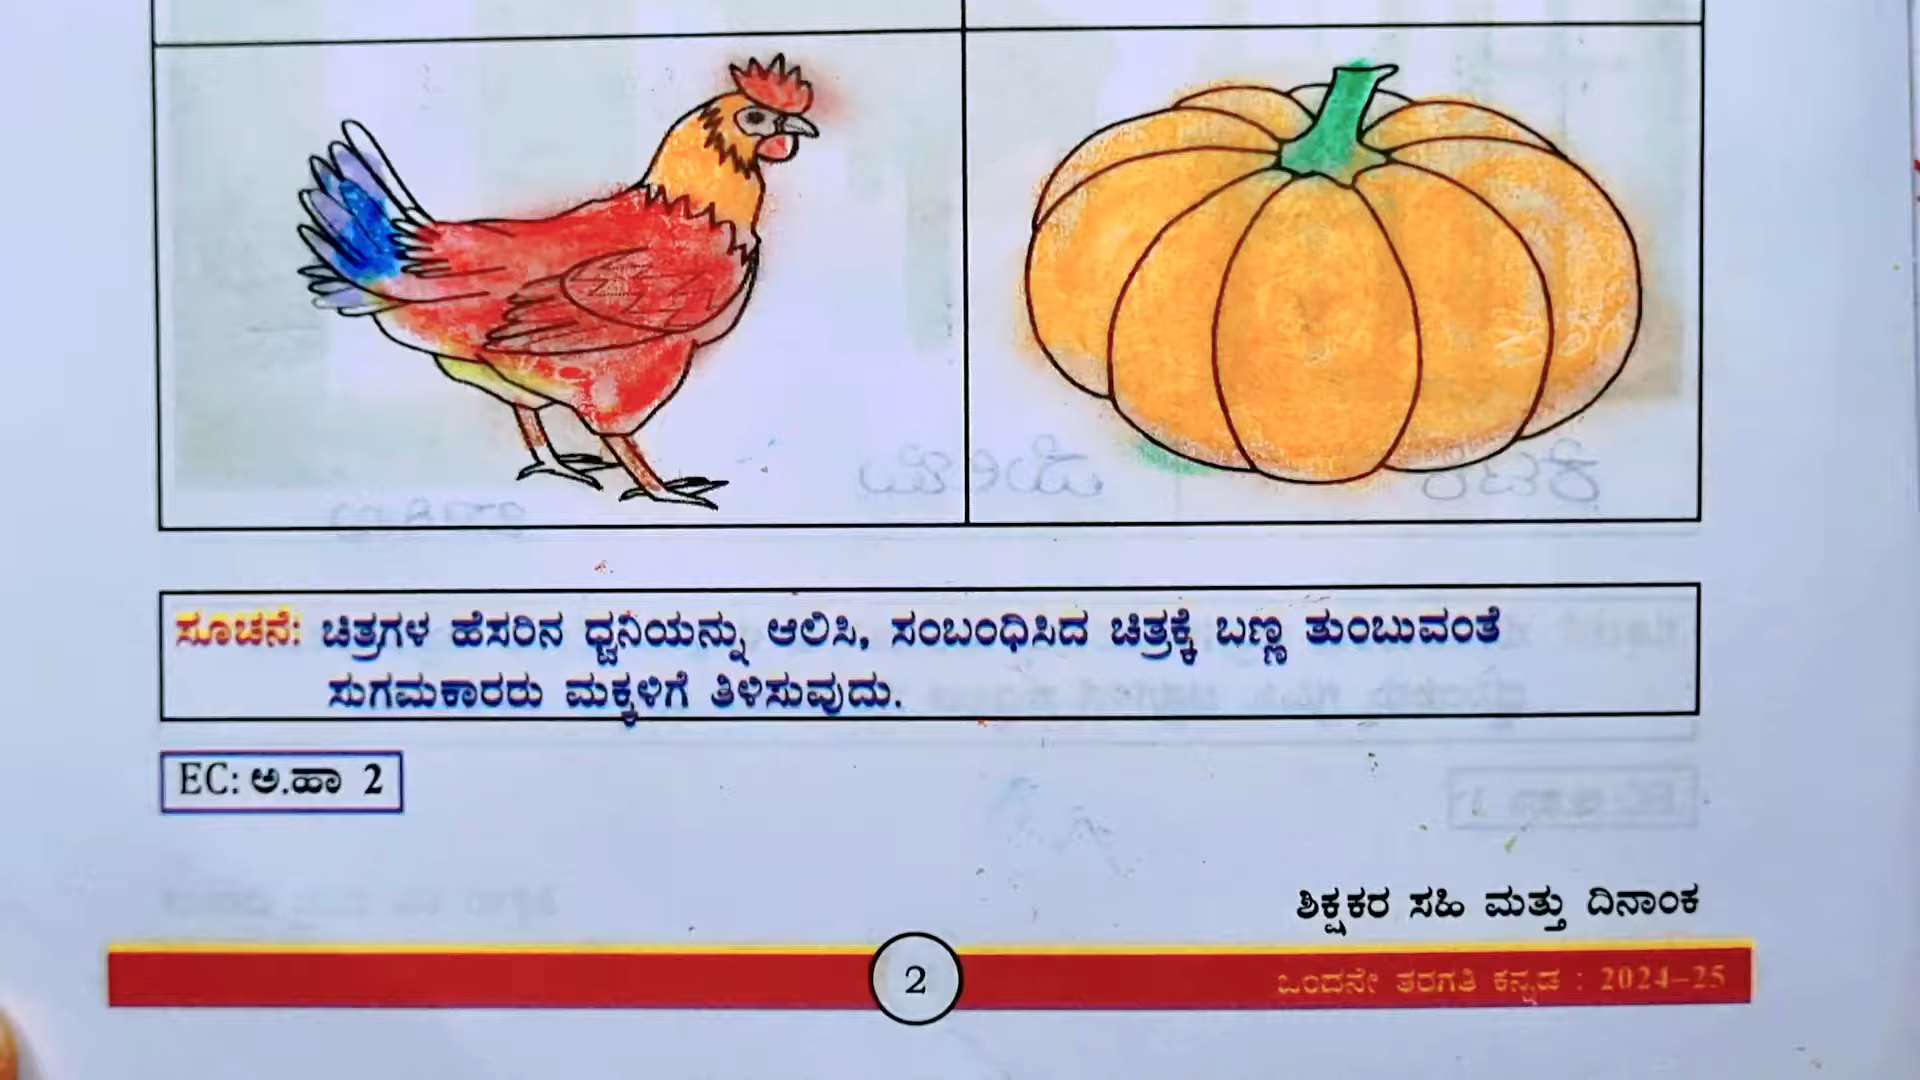 ಸೂಚನೆ: ಚಿತ್ರಗಳ ಹೆಸರಿನ ಧ್ವನಿಯನ್ನು ಆಲಿಸಿ, ಸಂಬಂಧಿಸಿದ ಚಿತ್ರಕ್ಕೆ ಬಣ್ಣ ತುಂಬುವಂತೆ
ಸುಗಮಕಾರರು ಮಕ್ಕಳಿಗೆ ತಿಳಿಸುವುದು.
EC: ಅ.ಹಾ 2
ಶಿಕ್ಷಕರ ಸಹಿ ಮತ್ತು ದಿನಾಂಕ
2
ಒಂದನೇ ತರಗತಿ ಕನ್ನಡ : 2024–25